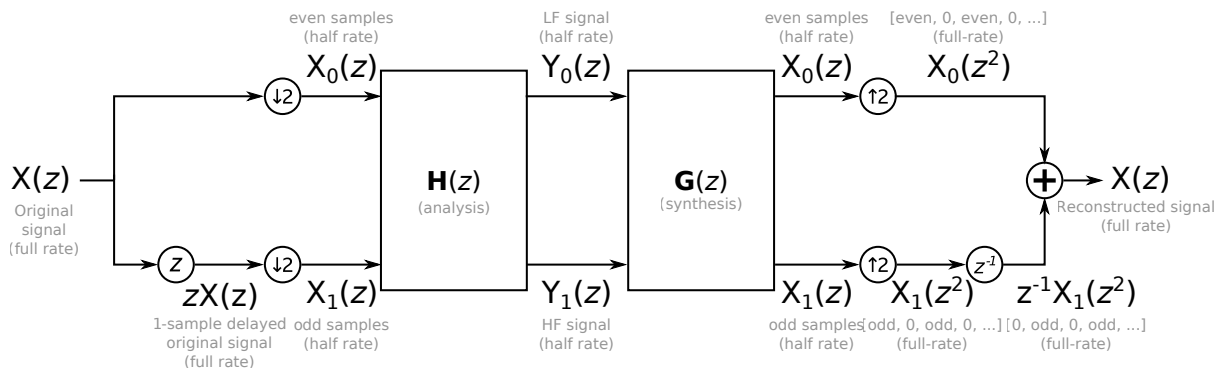 even samples
(half rate)
X₀(z)
LF signal
(half rate)
Y₀(z)
even samples
(half rate)
X₀(z)
[even, 0, even, 0, ...]
(full-rate)
X₀(z²)
↓2
↑2
X(z)
Original
signal
(full rate)
H(z)
(analysis)
G(z)
(synthesis)
+
X(z)
Reconstructed signal
(full rate)
z
↓2
↑2
z⁻¹
zX(z)
1-sample delayed
original signal
(full rate)
X₁(z)
odd samples
(half rate)
Y₁(z)
HF signal
(half rate)
X₁(z)
odd samples
(half rate)
X₁(z²)
[odd, 0, odd, 0, ...]
(full-rate)
z⁻¹X₁(z²)
[0, odd, 0, odd, ...]
(full-rate)